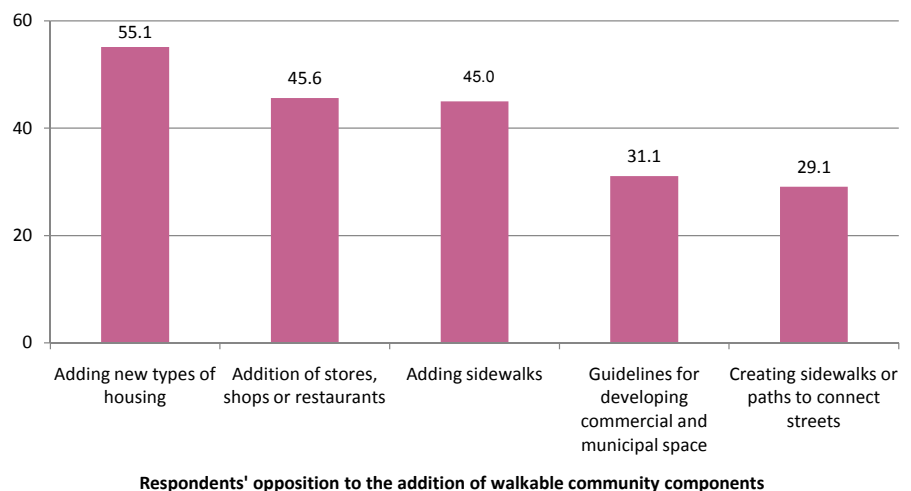 60
55.1
45.6
45.0
40
31.1
29.1
20
0
Adding new types of
housing
Addition of stores,
shops or restaurants
Adding sidewalks
Guidelines for
developing
commercial and
municipal space
Creating sidewalks or
paths to connect
streets
Respondents' opposition to the addition of walkable community components